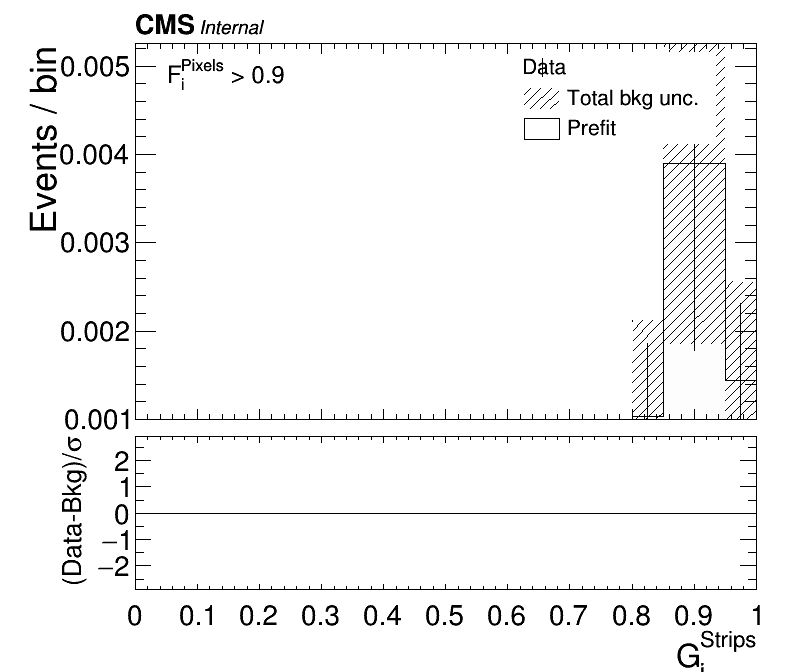 CMS Internal
F_i^Pixels > 0.9
Data
Total bkg unc.
Prefit
Events / bin
0.005
0.004
0.003
0.002
0.001
(Data-Bkg)/σ
2
1
0
−1
−2
0 0.1 0.2 0.3 0.4 0.5 0.6 0.7 0.8 0.9 1
G_i^Strips